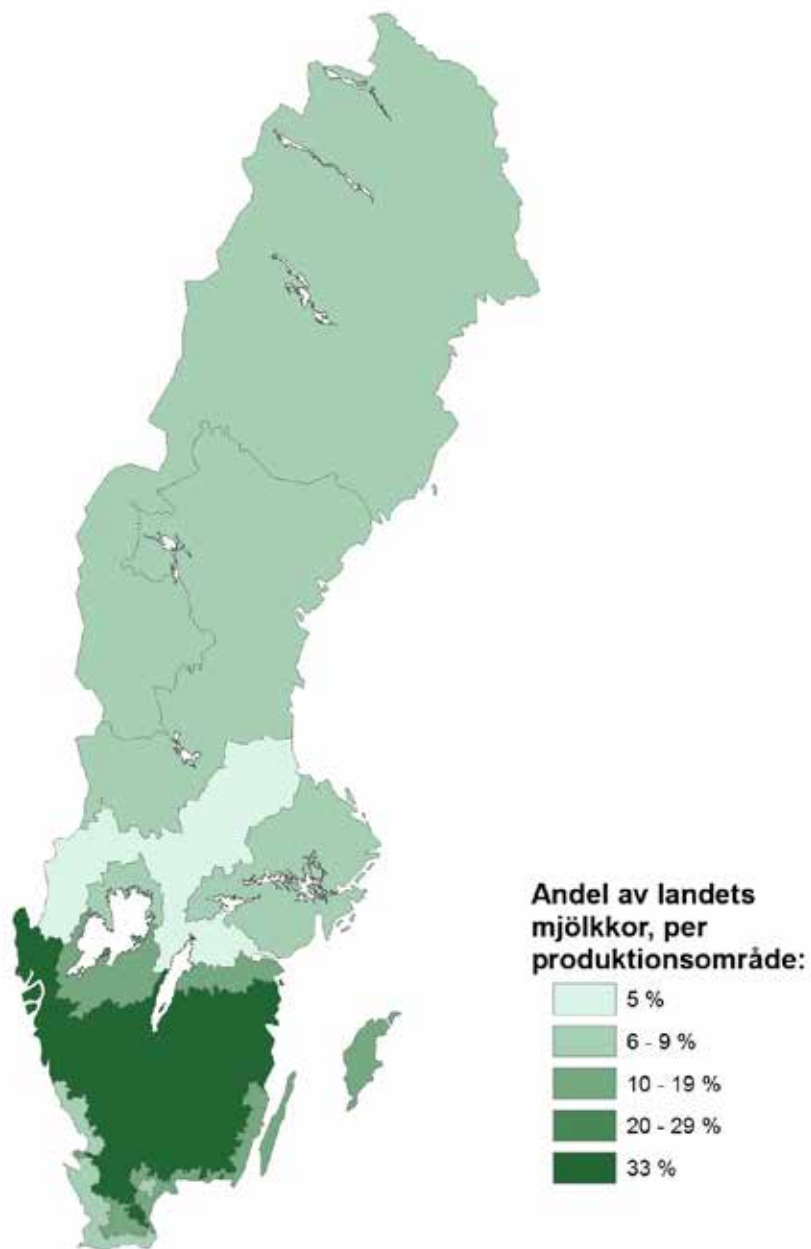 Andel av landets
mjölkkor, per
produktionsområde:
5 %
6 - 9 %
10 - 19 %
20 - 29 %
33 %